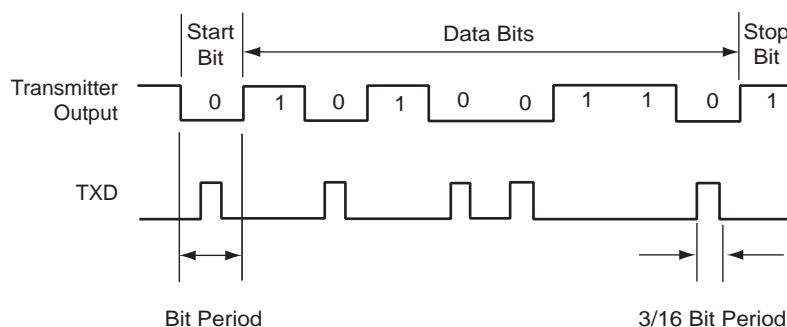 Start
Bit
Data Bits
Stop
Bit
Transmitter
Output
0 1 0 1 0 0 1 1 0 1
TXD
Bit Period
3/16 Bit Period